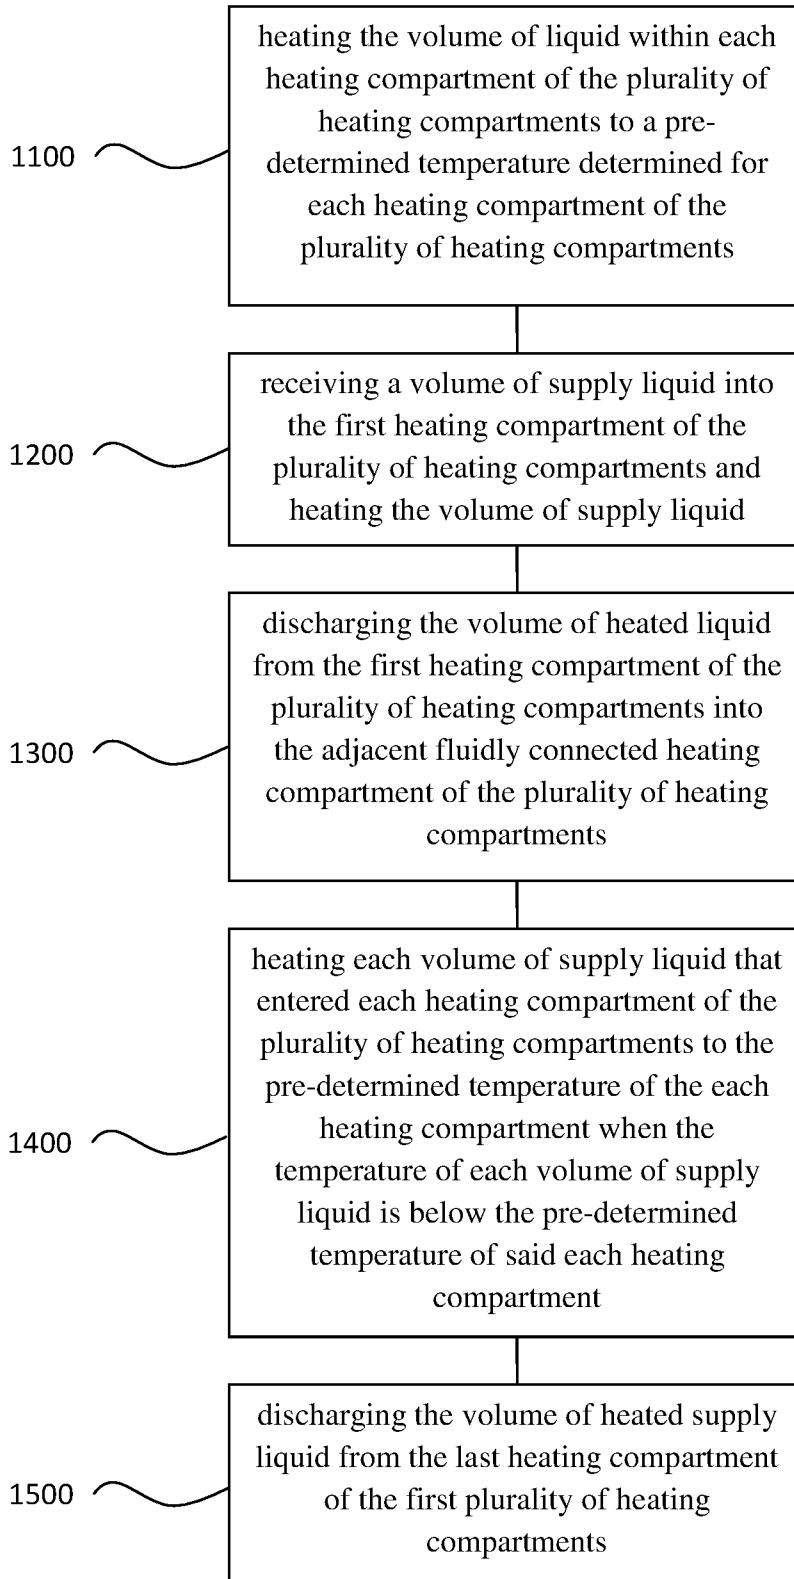 heating the volume of liquid within each
heating compartment of the plurality of
heating compartments to a pre-
determined temperature determined for
each heating compartment of the
plurality of heating compartments
1100
receiving a volume of supply liquid into
the first heating compartment of the
plurality of heating compartments and
heating the volume of supply liquid
1200
discharging the volume of heated liquid
from the first heating compartment of the
plurality of heating compartments into
the adjacent fluidly connected heating
compartment of the plurality of heating
compartments
1300
heating each volume of supply liquid that
entered each heating compartment of the
plurality of heating compartments to the
pre-determined temperature of the each
heating compartment when the
temperature of each volume of supply
liquid is below the pre-determined
temperature of said each heating
compartment
1400
discharging the volume of heated supply
liquid from the last heating compartment
of the first plurality of heating
compartments
1500